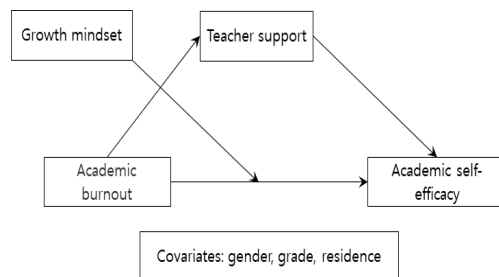 Growth mindset
Teacher support
Academic
burnout
Academic self-
efficacy
Covariates: gender, grade, residence